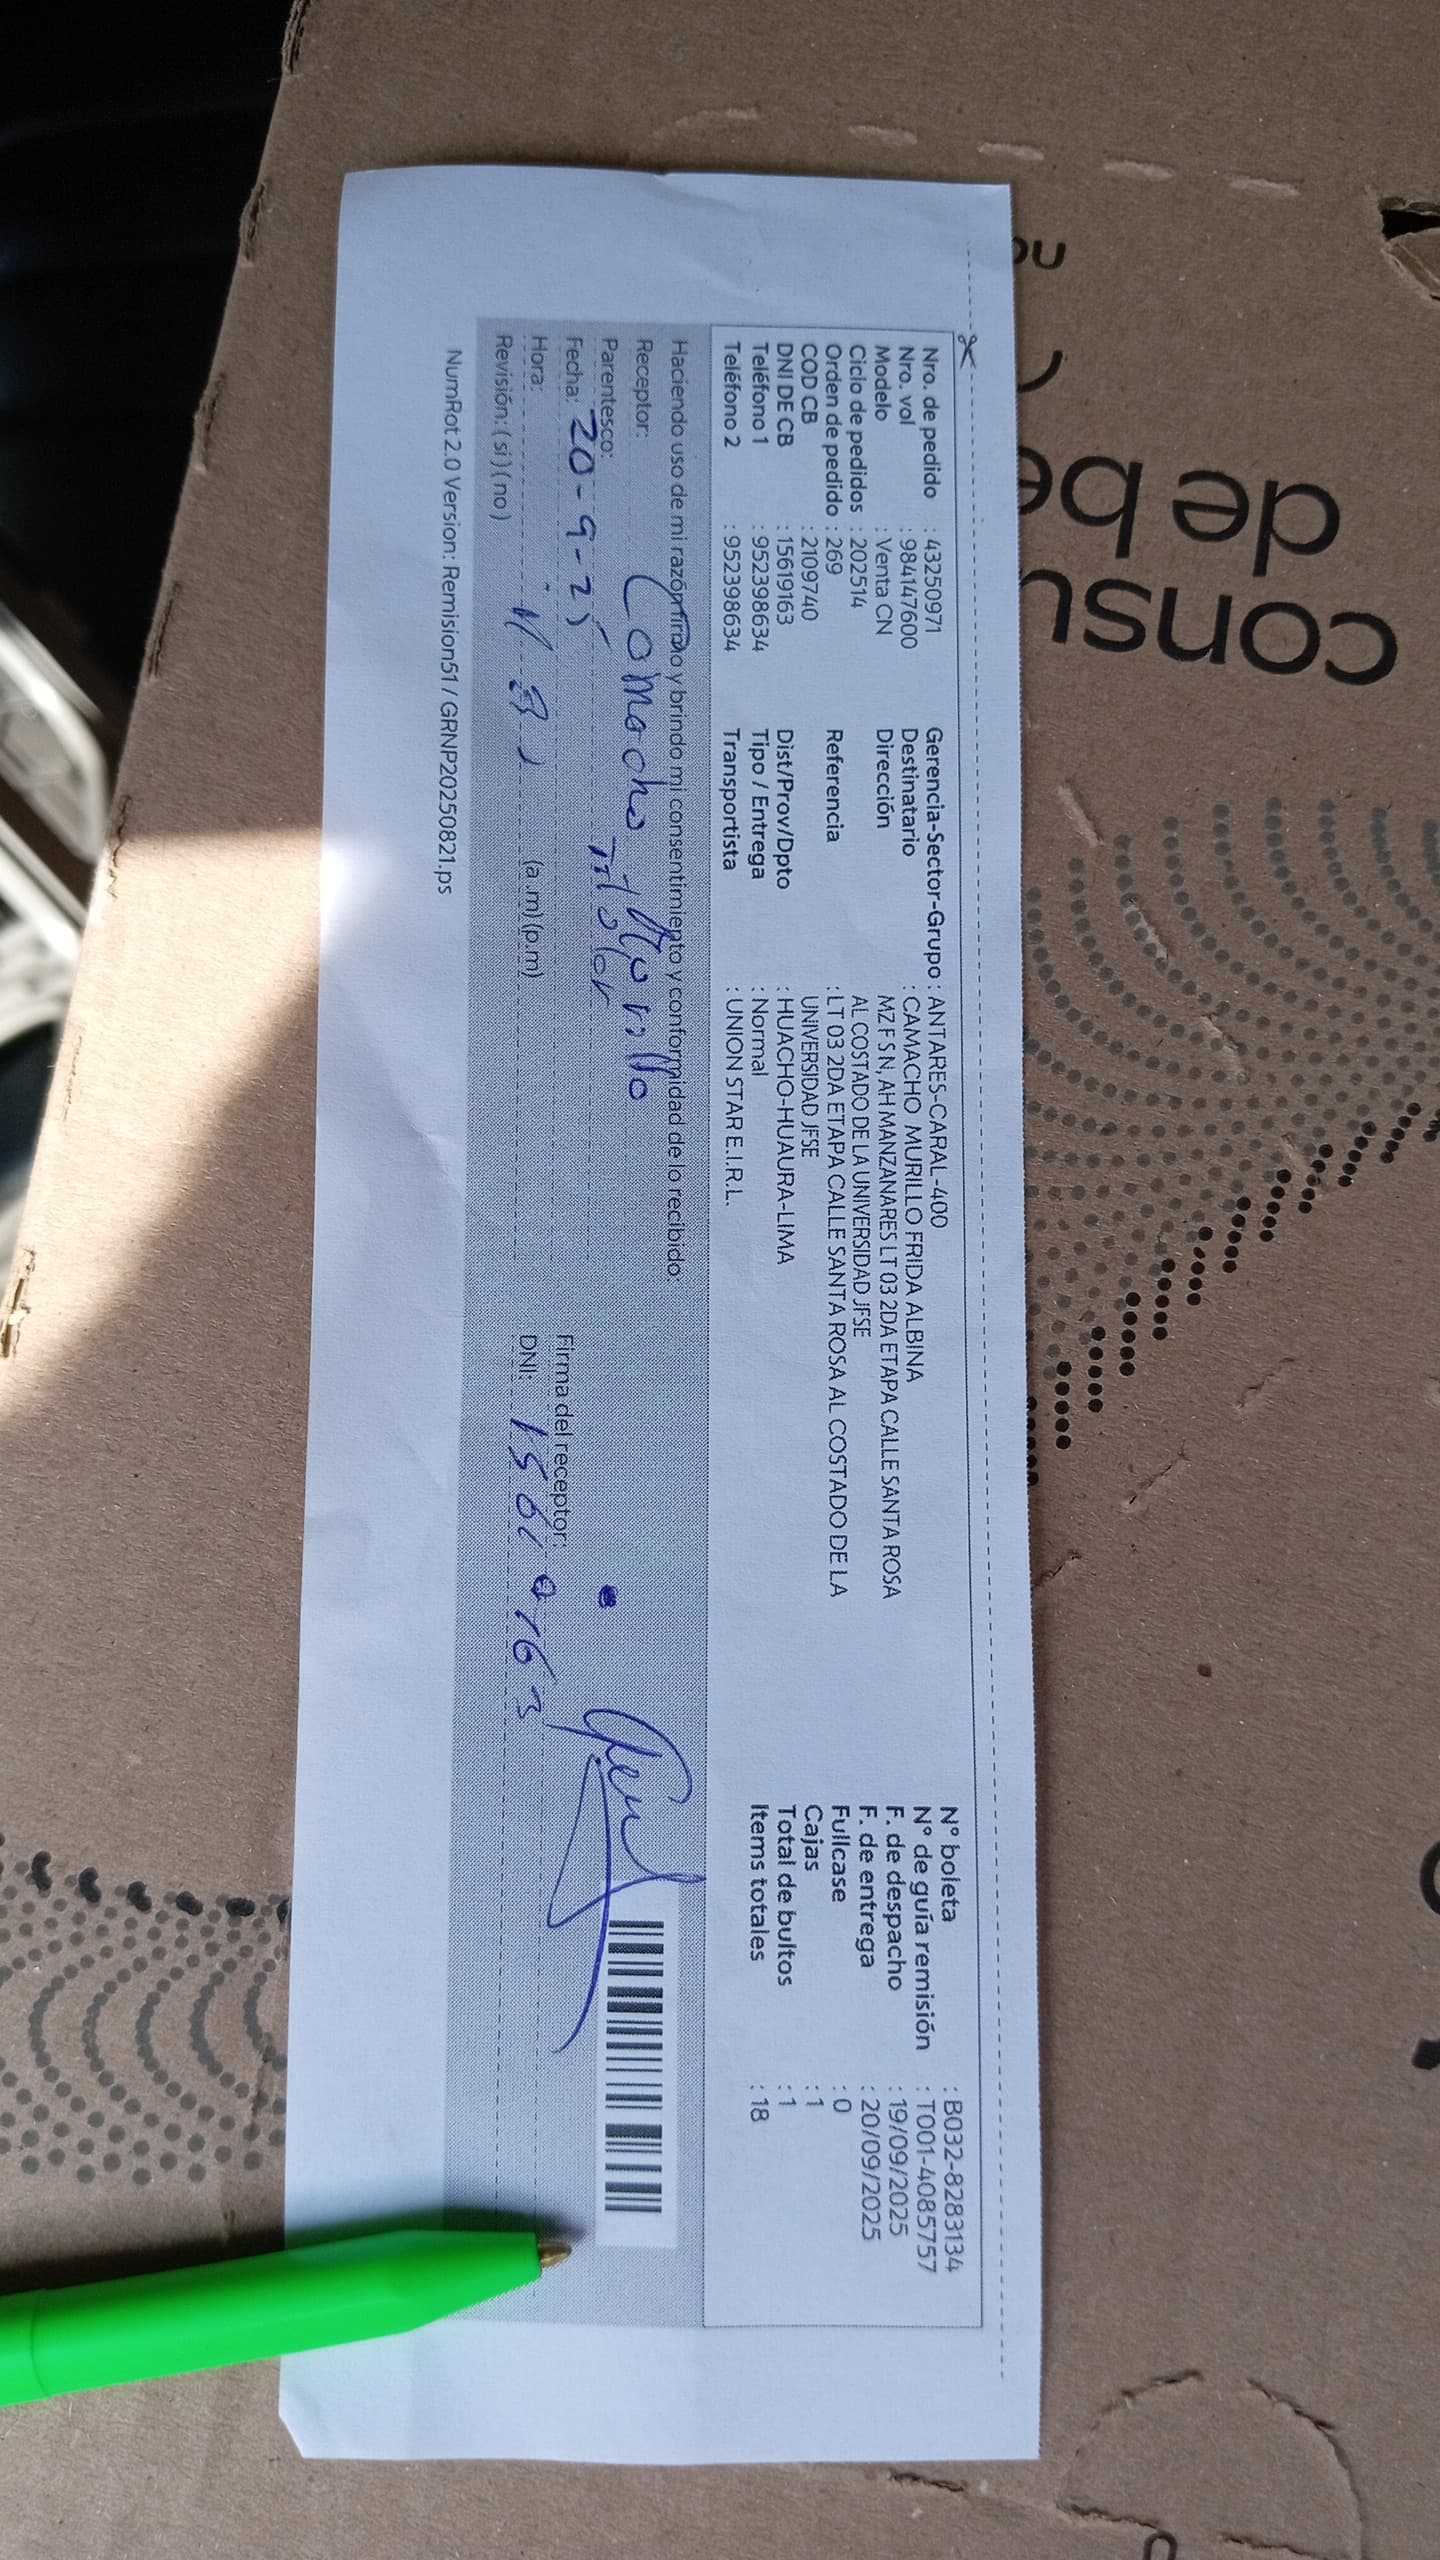 Nro. de pedido : 43250971
Nro. vol : 984147600
Modelo : Venta CN
Ciclo de pedidos : 202514
Orden de pedido : 269
COD CB : 2109740
DNI DE CB : 15619163
Teléfono 1 : 952398634
Teléfono 2 : 952398634
Gerencia-Sector-Grupo : ANTARES-CARAL-400
Destinatario : CAMACHO MURILLO FRIDA ALBINA
Dirección MZ F S N, AH MANZANARES LT 03 2DA ETAPA CALLE SANTA ROSA
AL COSTADO DE LA UNIVERSIDAD JFSE
Referencia : LT 03 2DA ETAPA CALLE SANTA ROSA AL COSTADO DE LA
UNIVERSIDAD JFSE
Dist/Prov/Dpto : HUACHO-HUAURA-LIMA
Tipo / Entrega : Normal
Transportista : UNION STAR E.I.R.L.
N° boleta : B032-8283134
N° de guía remisión : T001-4085757
F. de despacho : 19/09/2025
F. de entrega : 20/09/2025
Fullcase : 0
Cajas : 1
Total de bultos : 1
Items totales : 18
Haciendo uso de mi razón firmo y brindo mi consentimiento y conformidad de lo recibido:
Receptor: Camacho
Parentesco: Titular
Fecha: 20-9-25
Hora: (a.m) (p.m)
Revisión: ( si ) ( no )
Firma del receptor:
DNI: 15619163
NumRot 2.0 Version: Remision51 / GRNP20250821.ps
de be
consu